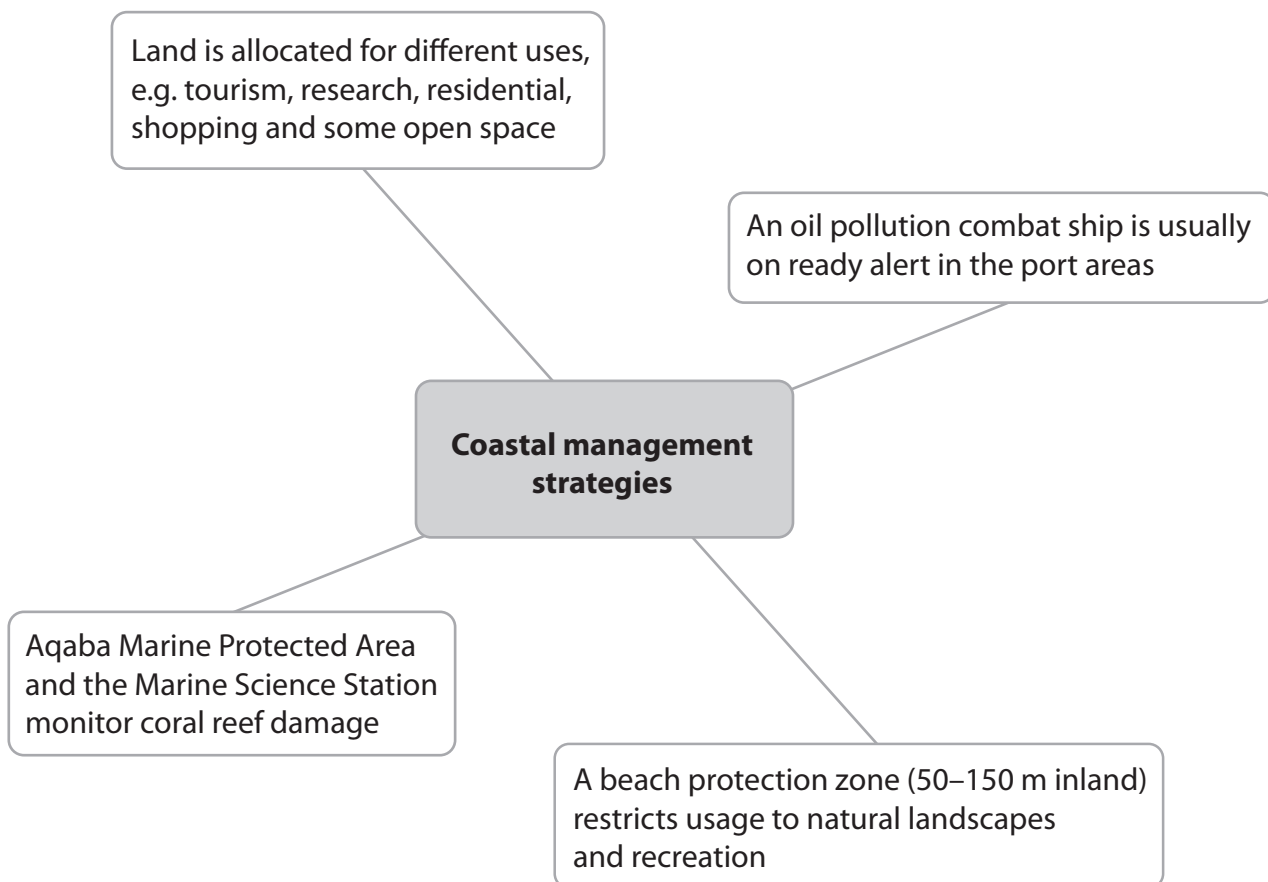 Land is allocated for different uses,
e.g. tourism, research, residential,
shopping and some open space
An oil pollution combat ship is usually
on ready alert in the port areas
Coastal management
strategies
Aqaba Marine Protected Area
and the Marine Science Station
monitor coral reef damage
A beach protection zone (50–150 m inland)
restricts usage to natural landscapes
and recreation